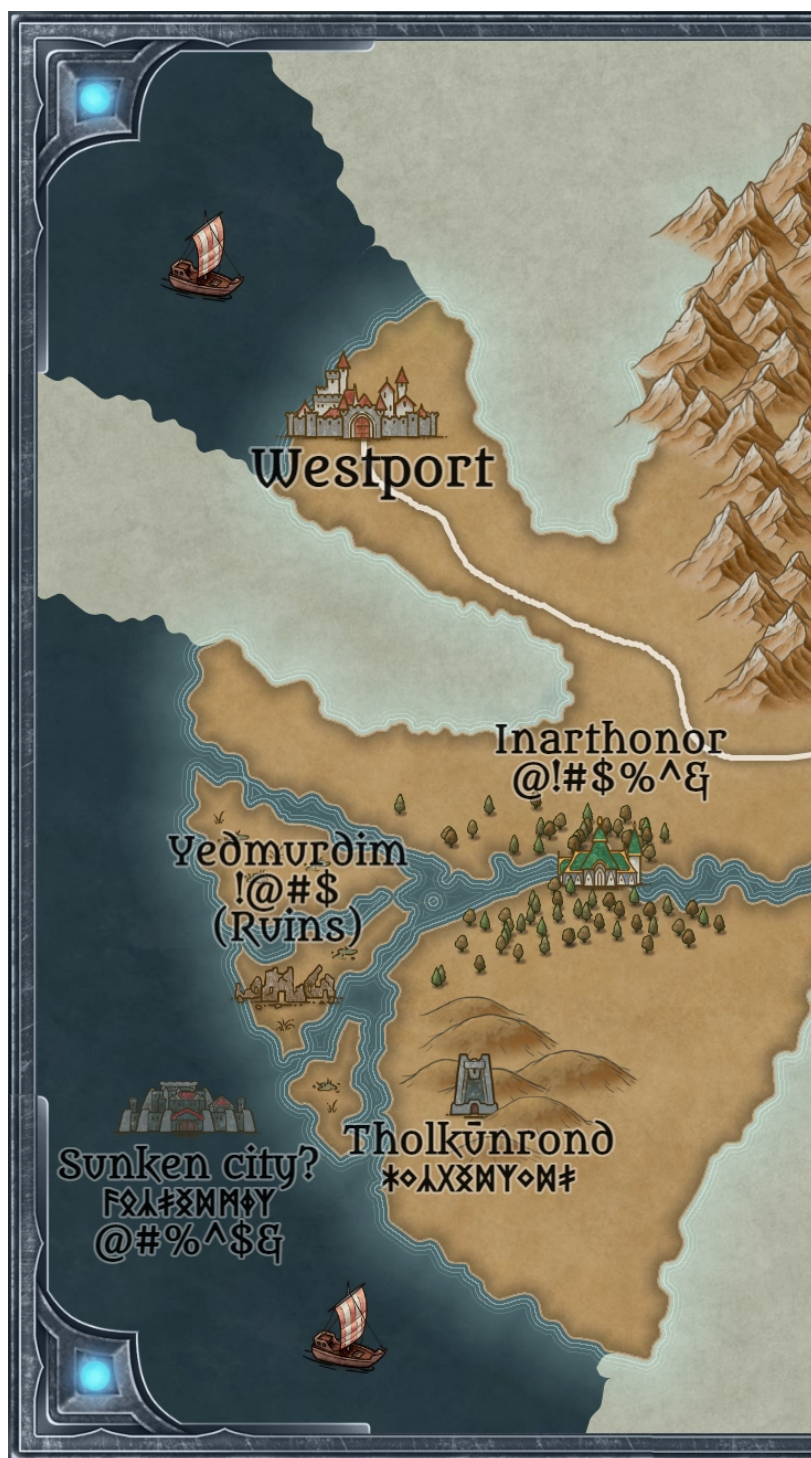 Westport
Inarthonor
@!#$%^&
Yedmurdim
!@#$
(Ruins)
Tholkūnrond
Sunken city?
@#%^$&